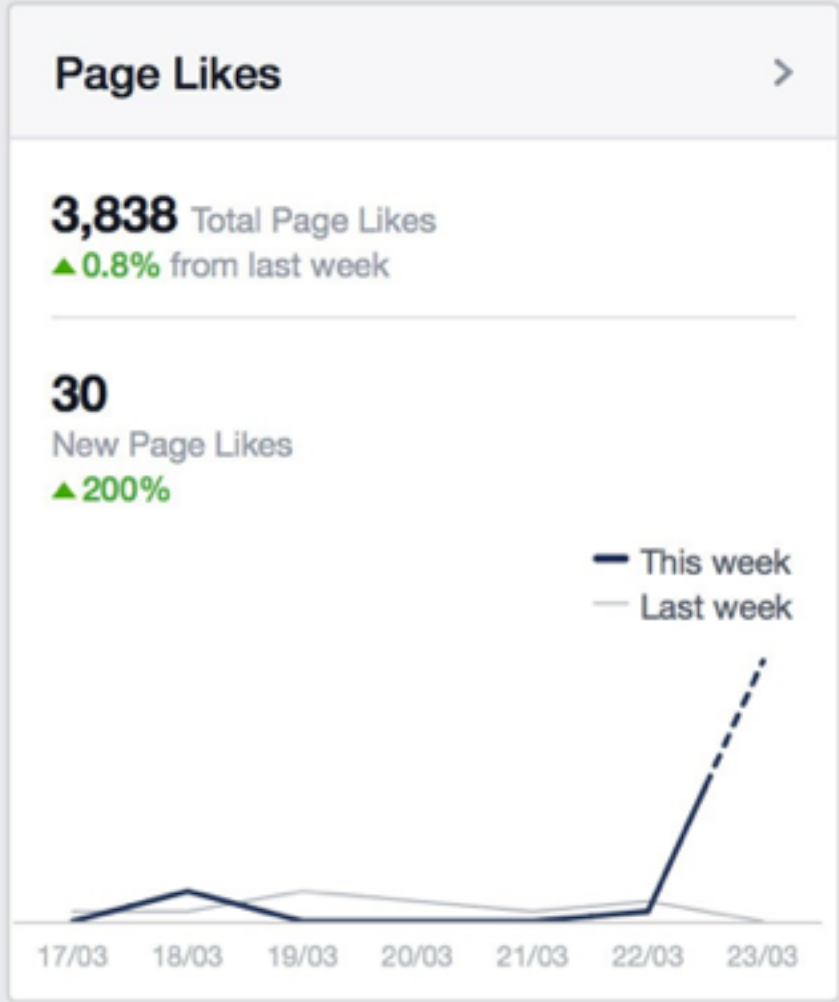 Page Likes
3,838 Total Page Likes
0.8% from last week
30
New Page Likes
200%
This week
Last week
17/03 18/03 19/03 20/03 21/03 22/03 23/03